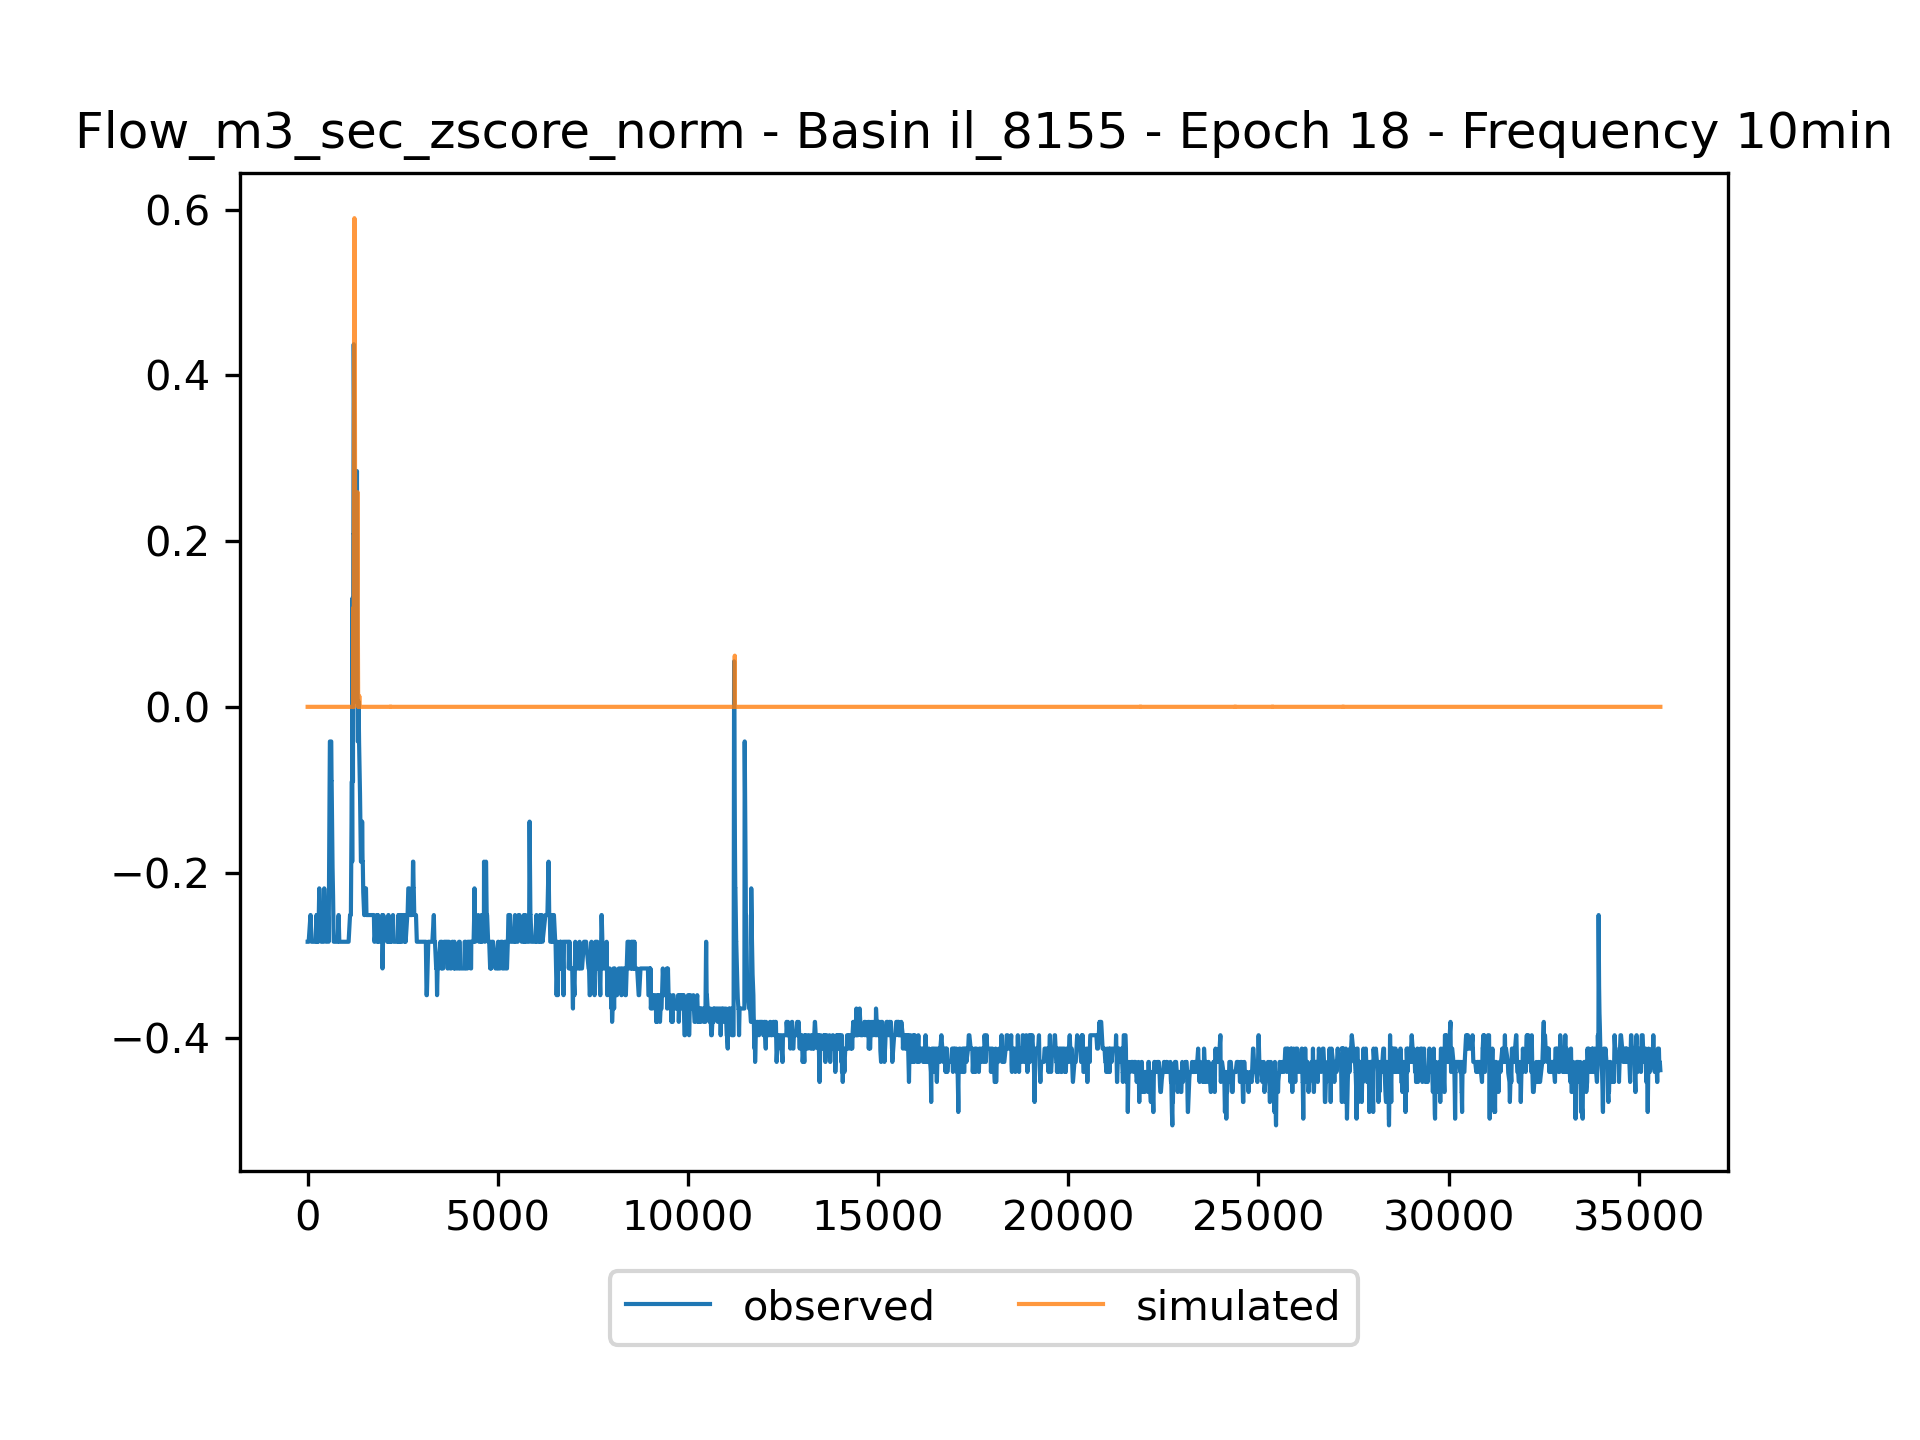 Flow_m3_sec_zscore_norm - Basin il_8155 - Epoch 18 - Frequency 10min
0.6
0.4
0.2
0.0
−0.2
−0.4
0 5000 10000 15000 20000 25000 30000 35000
observed simulated